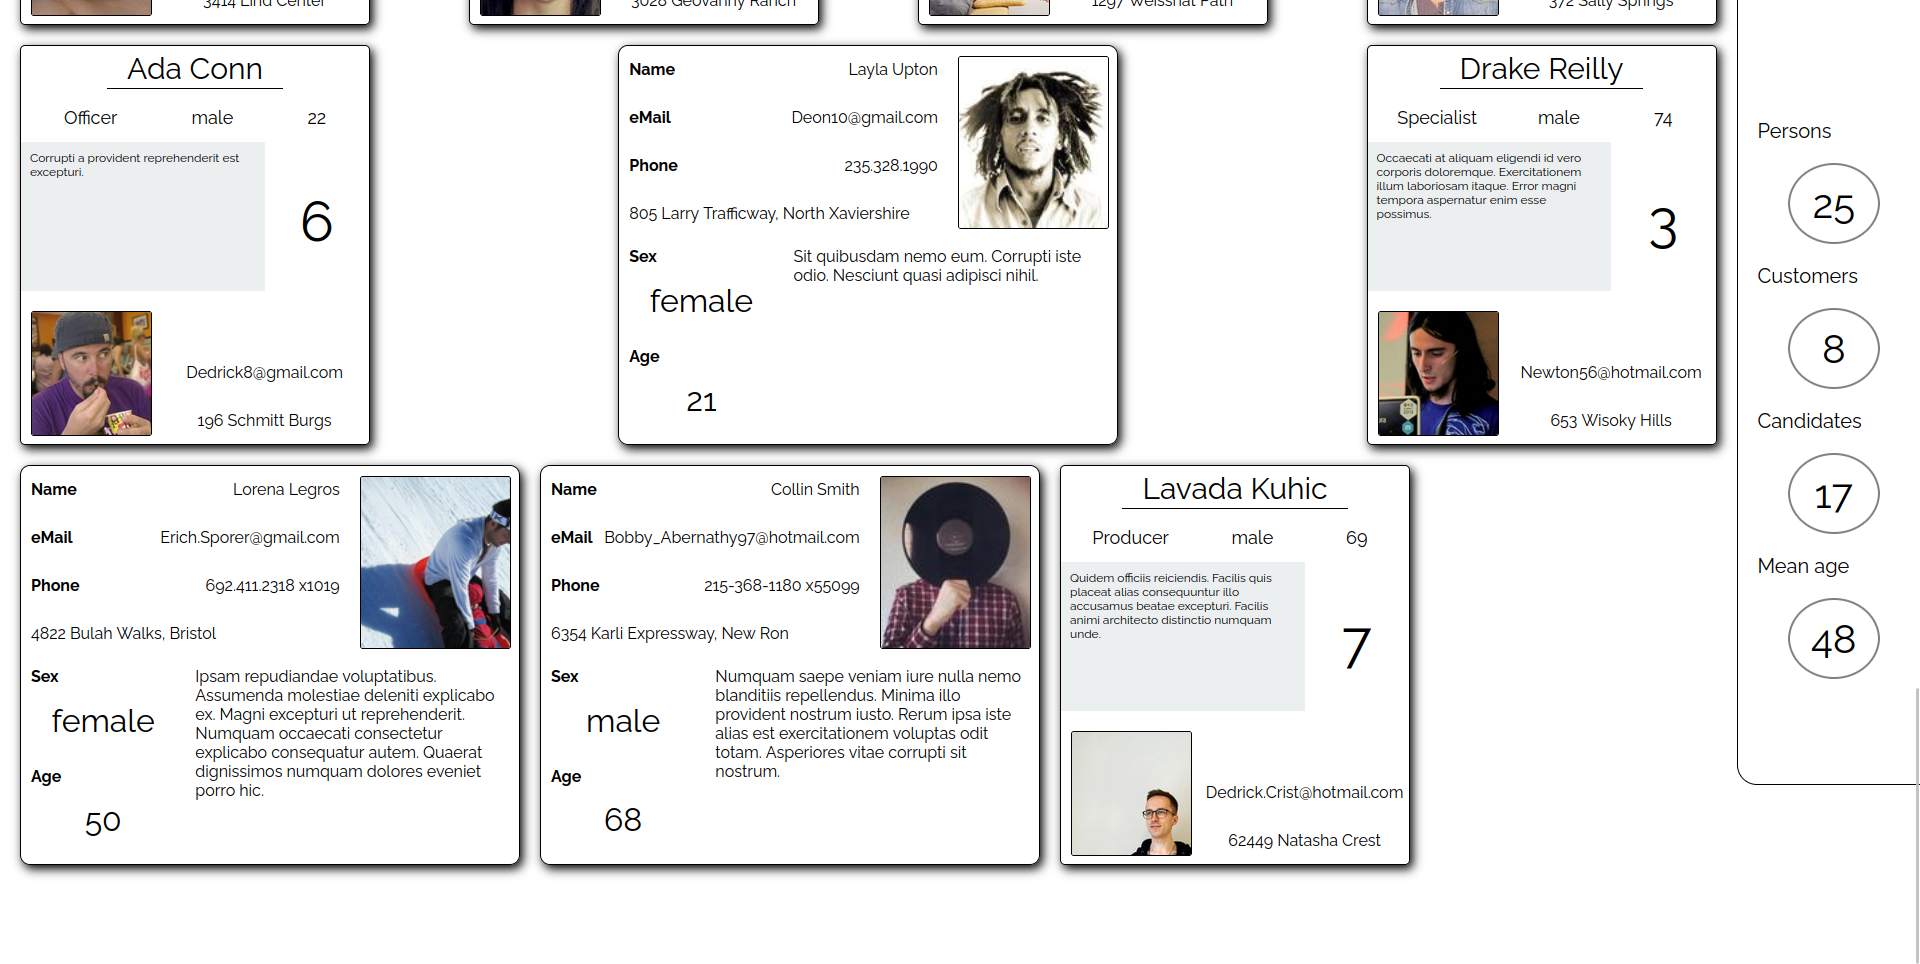 3414 Lind Center
3028 Geovanny Ranch
1297 Weissnat Path
372 Sally Springs
Ada Conn
Officer male 22
Corrupti a provident reprehenderit est
excepturi.
6
Dedrick8@gmail.com
196 Schmitt Burgs
Name Layla Upton
eMail Deon10@gmail.com
Phone 235.328.1990
805 Larry Trafficway, North Xaviershire
Sex
female
Age
21
Sit quibusdam nemo eum. Corrupti iste
odio. Nesciunt quasi adipisci nihil.
Drake Reilly
Specialist male 74
Occaecati at aliquam eligendi id vero
corporis doloremque. Exercitationem
illum laboriosam itaque. Error magni
tempora aspernatur enim esse
possimus.
3
Newton56@hotmail.com
653 Wisoky Hills
Name Lorena Legros
eMail Erich.Sporer@gmail.com
Phone 692.411.2318 x1019
4822 Bulah Walks, Bristol
Sex
female
Age
50
Ipsam repudiandae voluptatibus.
Assumenda molestiae deleniti explicabo
ex. Magni excepturi ut reprehenderit.
Numquam occaecati consectetur
explicabo consequatur autem. Quaerat
dignissimos numquam dolores eveniet
porro hic.
Name Collin Smith
eMail Bobby_Abernathy97@hotmail.com
Phone 215-368-1180 x55099
6354 Karli Expressway, New Ron
Sex
male
Age
68
Numquam saepe veniam iure nulla nemo
blanditiis repellendus. Minima illo
provident nostrum iusto. Rerum ipsa iste
alias est exercitationem voluptas odit
totam. Asperiores vitae corrupti sit
nostrum.
Lavada Kuhic
Producer male 69
Quidem officiis reiciendis. Facilis quis
placeat alias consequuntur illo
accusamus beatae excepturi. Facilis
animi architecto distinctio numquam
unde.
7
Dedrick.Crist@hotmail.com
62449 Natasha Crest
Persons
25
Customers
8
Candidates
17
Mean age
48